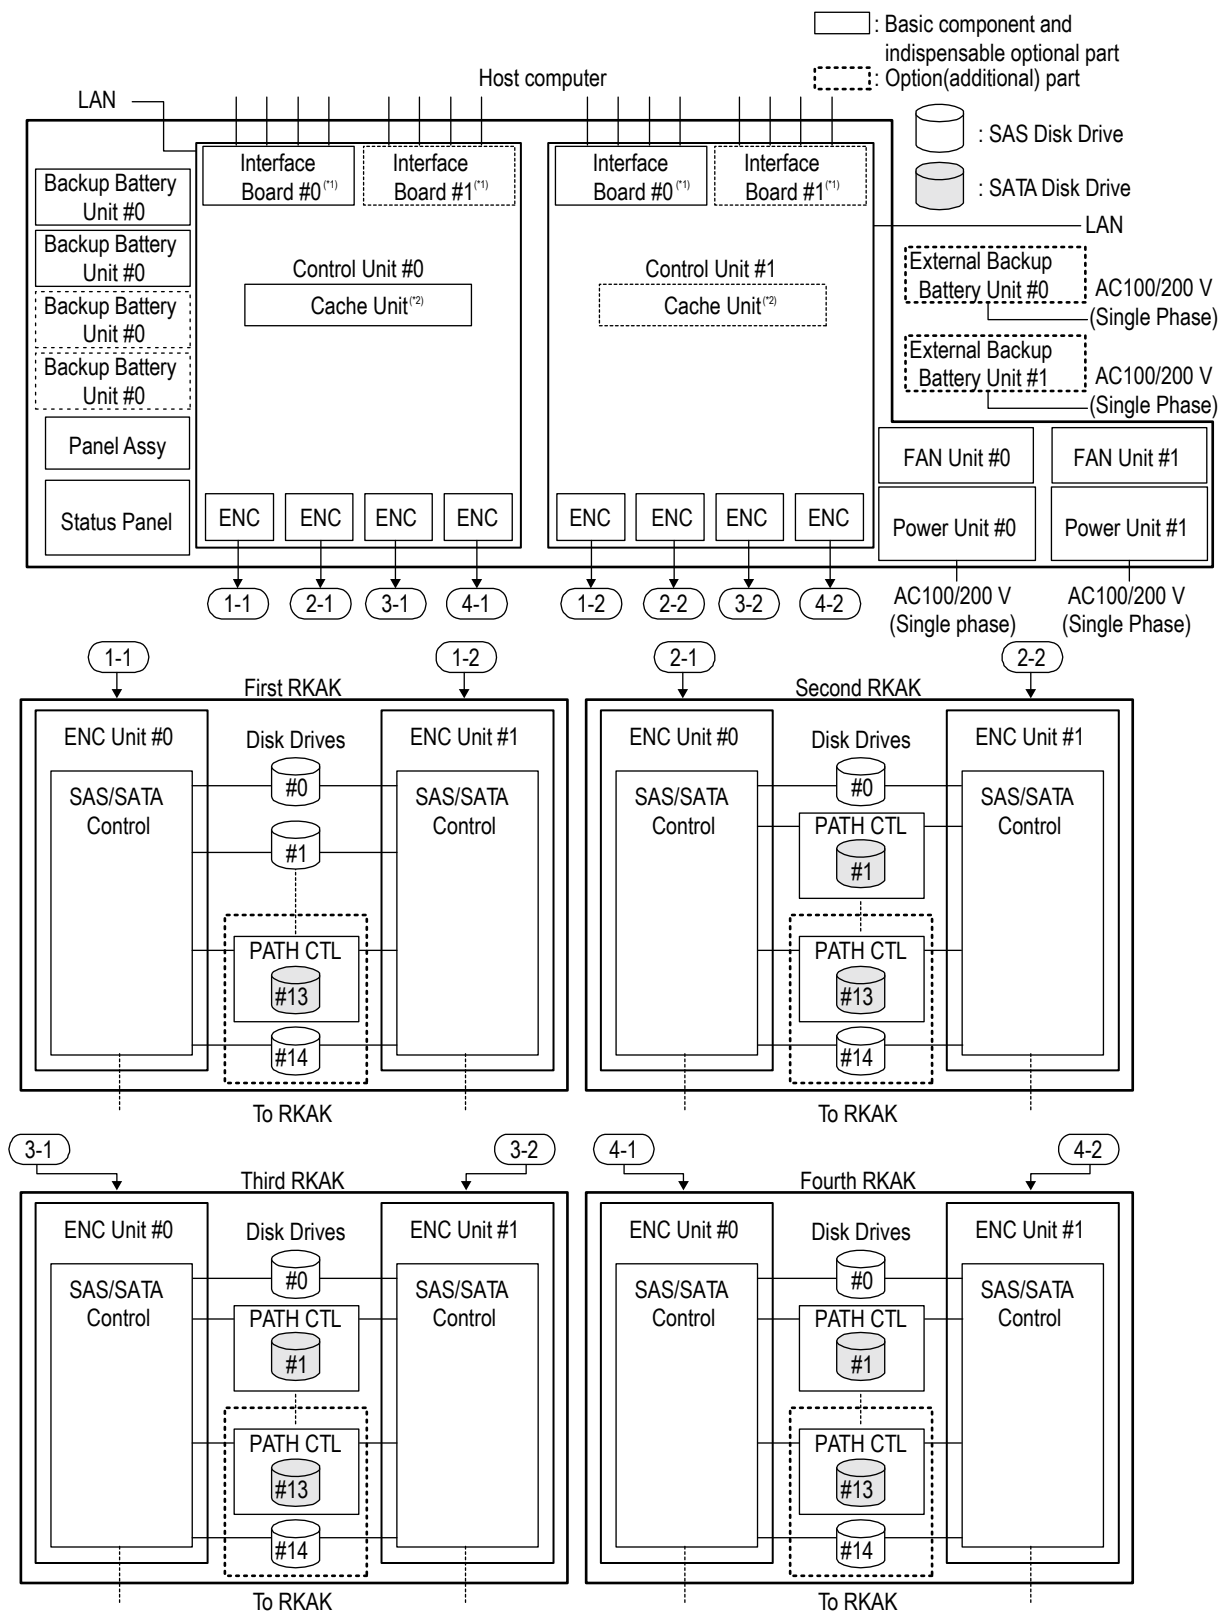 : Basic component and
indispensable optional part
: Option(additional) part
Host computer
LAN
: SAS Disk Drive
: SATA Disk Drive
Interface
Board #0(*1)
Interface
Board #1(*1)
Interface
Board #0(*1)
Interface
Board #1(*1)
Backup Battery
Unit #0
Backup Battery
Unit #0
Backup Battery
Unit #0
Backup Battery
Unit #0
Panel Assy
Status Panel
Control Unit #0
Cache Unit(*2)
Control Unit #1
Cache Unit(*2)
LAN
External Backup
Battery Unit #0
AC100/200 V
(Single Phase)
External Backup
Battery Unit #1
AC100/200 V
(Single Phase)
FAN Unit #0
FAN Unit #1
Power Unit #0
Power Unit #1
ENC
ENC
ENC
ENC
ENC
ENC
ENC
ENC
1-1
2-1
3-1
4-1
1-2
2-2
3-2
4-2
AC100/200 V
(Single phase)
AC100/200 V
(Single Phase)
1-1
1-2
First RKAK
ENC Unit #0
Disk Drives
ENC Unit #1
SAS/SATA
Control
#0
#1
PATH CTL
#13
#14
SAS/SATA
Control
To RKAK
2-1
2-2
Second RKAK
ENC Unit #0
Disk Drives
ENC Unit #1
SAS/SATA
Control
#0
PATH CTL
#1
PATH CTL
#13
#14
SAS/SATA
Control
To RKAK
3-1
3-2
Third RKAK
ENC Unit #0
Disk Drives
ENC Unit #1
SAS/SATA
Control
#0
PATH CTL
#1
PATH CTL
#13
#14
SAS/SATA
Control
To RKAK
4-1
4-2
Fourth RKAK
ENC Unit #0
Disk Drives
ENC Unit #1
SAS/SATA
Control
#0
PATH CTL
#1
PATH CTL
#13
#14
SAS/SATA
Control
To RKAK